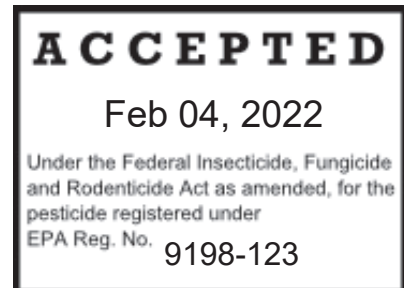 ACCEPTED
Feb 04, 2022
Under the Federal Insecticide, Fungicide
and Rodenticide Act as amended, for the
pesticide registered under
EPA Reg. No. 9198-123